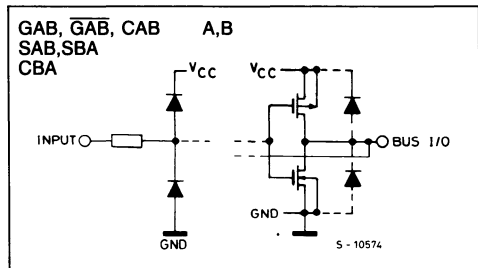 GAB, GAB, CAB A,B
SAB,SBA
CBA
VCC VCC
INPUT BUS I/O
GND
GND
S-10574